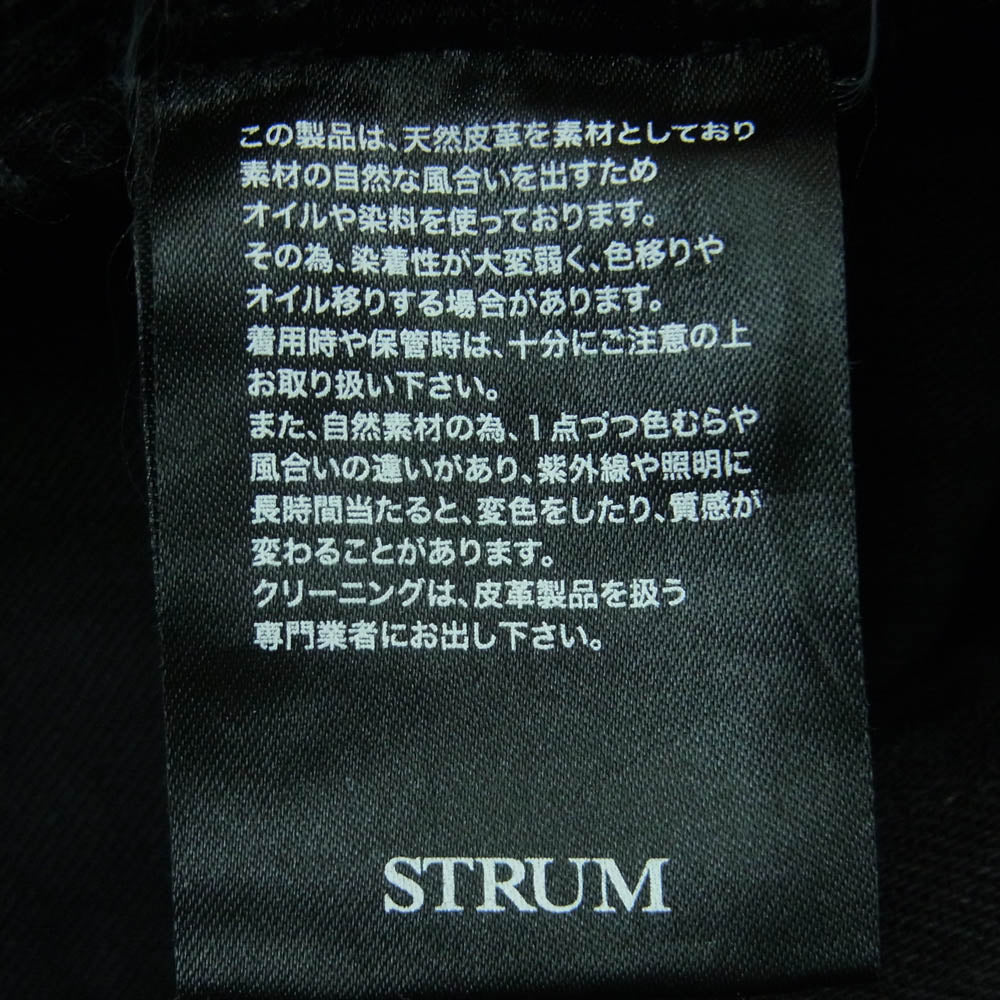 この製品は、天然皮革を素材としており
素材の自然な風合いを出すため
オイルや染料を使っております。
その為、染着性が大変弱く、色移りや
オイル移りする場合があります。
着用時や保管時は、十分にご注意の上
お取り扱い下さい。
また、自然素材の為、1点づつ色むらや
風合いの違いがあり、紫外線や照明に
長時間当たると、変色をしたり、質感が
変わることがあります。
クリーニングは、皮革製品を扱う
専門業者にお出し下さい。
STRUM